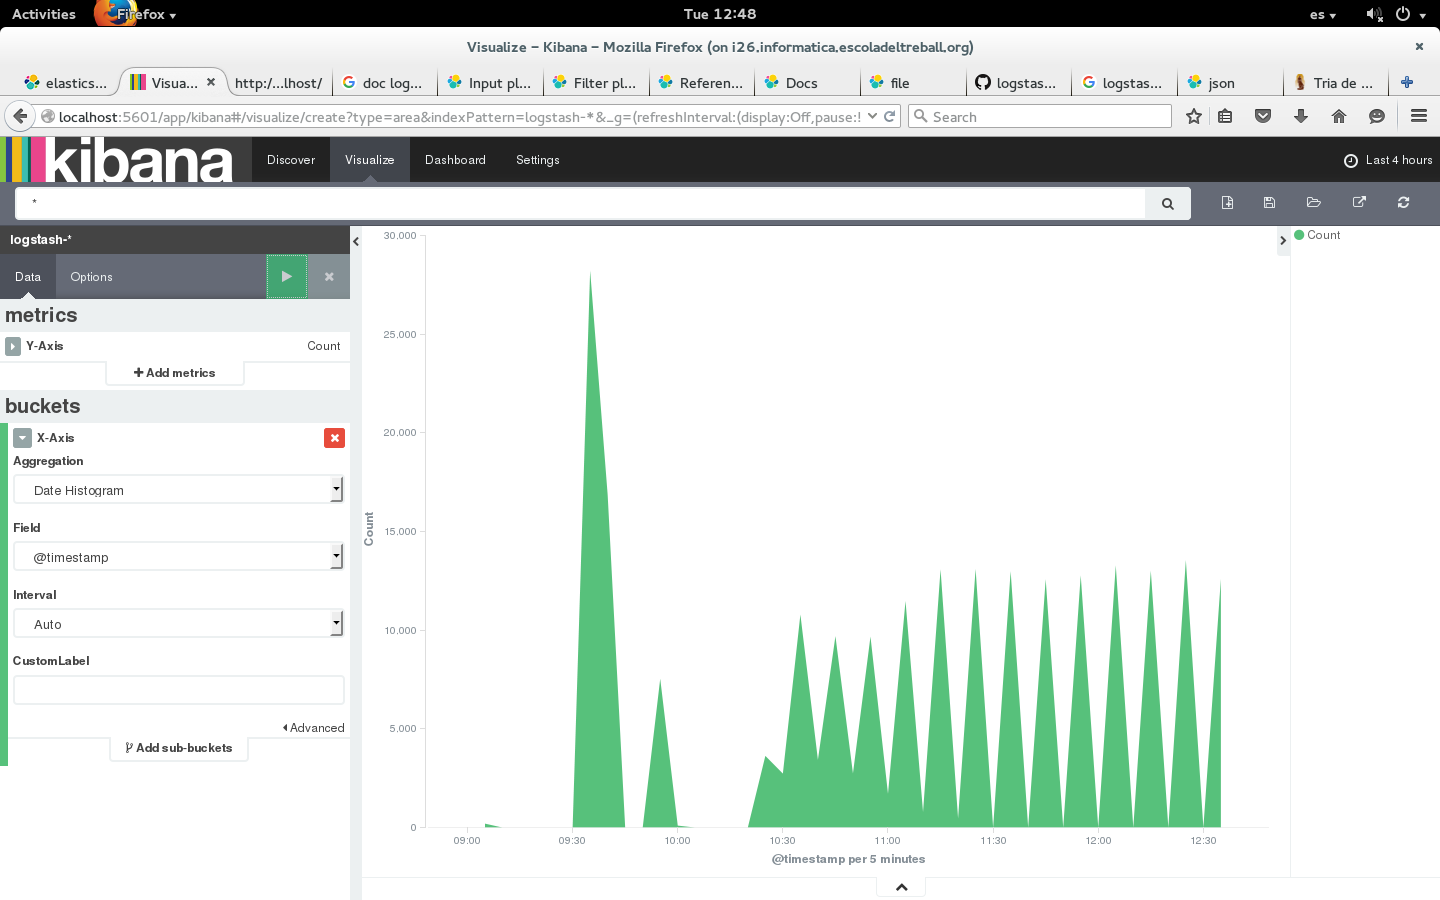 Activities Firefox Tue 12:48 es
Visualize – Kibana – Mozilla Firefox (on i26.informatica.escoladeltreball.org)
elastics... Visua... http:/...lhost/ doc log... Input pl... Filter pl... Referen... Docs file logstas... logstas... json Tria de ...
localhost:5601/app/kibana#/visualize/create?type=area&indexPattern=logstash-*&_g=(refreshInterval:(display:Off,pause:! Search
kibana Discover Visualize Dashboard Settings Last 4 hours
*
logstash-*
Data Options
metrics
Y-Axis Count
Add metrics
buckets
X-Axis
Aggregation
Date Histogram
Field
@timestamp
Interval
Auto
CustomLabel
Advanced
Add sub-buckets
30,000
25,000
20,000
15,000
10,000
5,000
0
Count
09:00 09:30 10:00 10:30 11:00 11:30 12:00 12:30
@timestamp per 5 minutes
Count